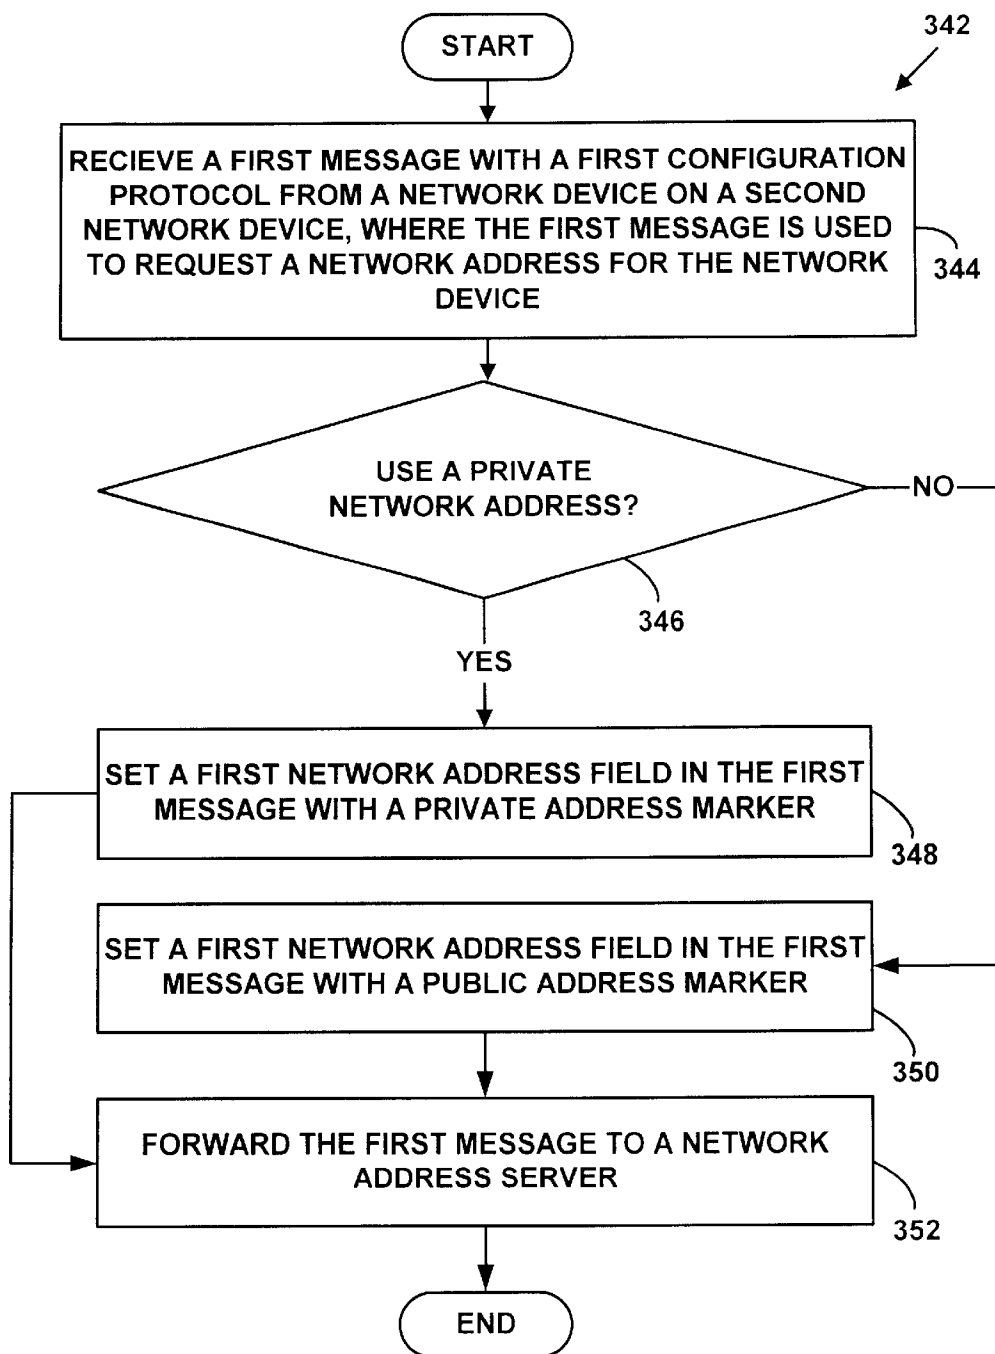 START
342
RECIEVE A FIRST MESSAGE WITH A FIRST CONFIGURATION
PROTOCOL FROM A NETWORK DEVICE ON A SECOND
NETWORK DEVICE, WHERE THE FIRST MESSAGE IS USED
TO REQUEST A NETWORK ADDRESS FOR THE NETWORK
DEVICE
344
USE A PRIVATE
NETWORK ADDRESS?
NO
346
YES
SET A FIRST NETWORK ADDRESS FIELD IN THE FIRST
MESSAGE WITH A PRIVATE ADDRESS MARKER
348
SET A FIRST NETWORK ADDRESS FIELD IN THE FIRST
MESSAGE WITH A PUBLIC ADDRESS MARKER
350
FORWARD THE FIRST MESSAGE TO A NETWORK
ADDRESS SERVER
352
END